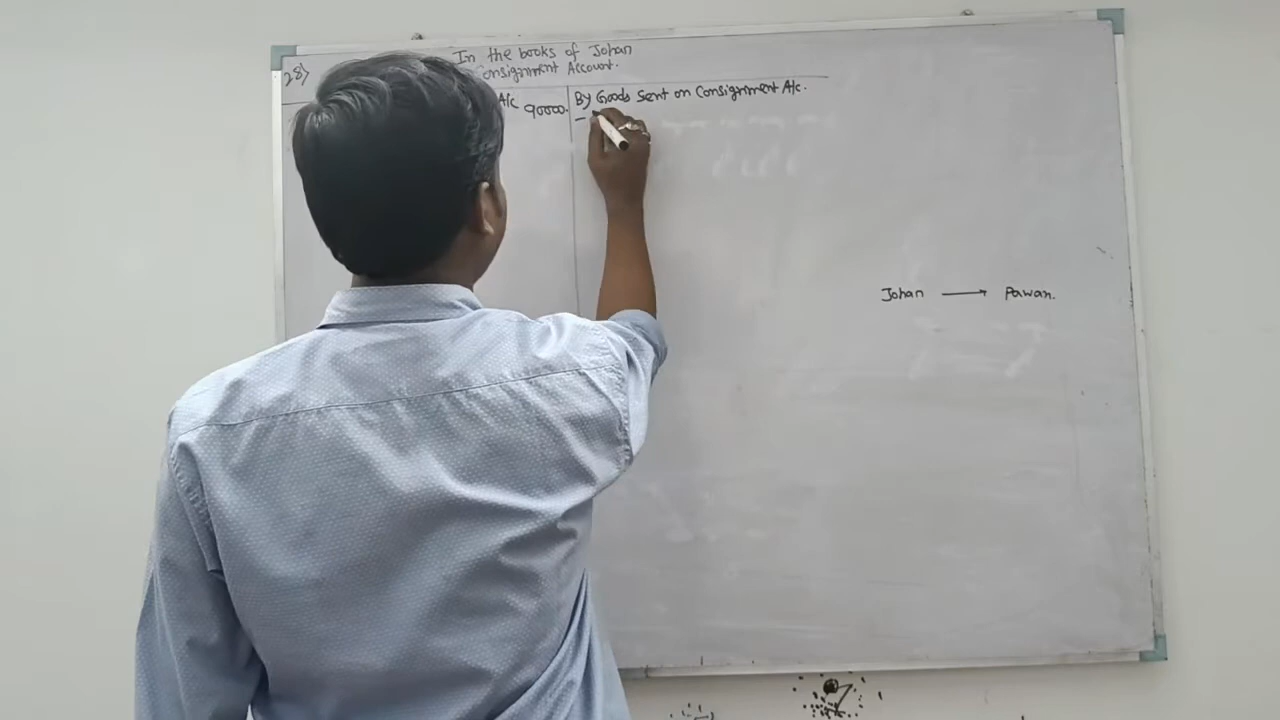 28)
In the books of Johan
Consignment Account.
A/c 90000.
By Goods Sent on Consignment A/c.
-
Johan → Pawan.